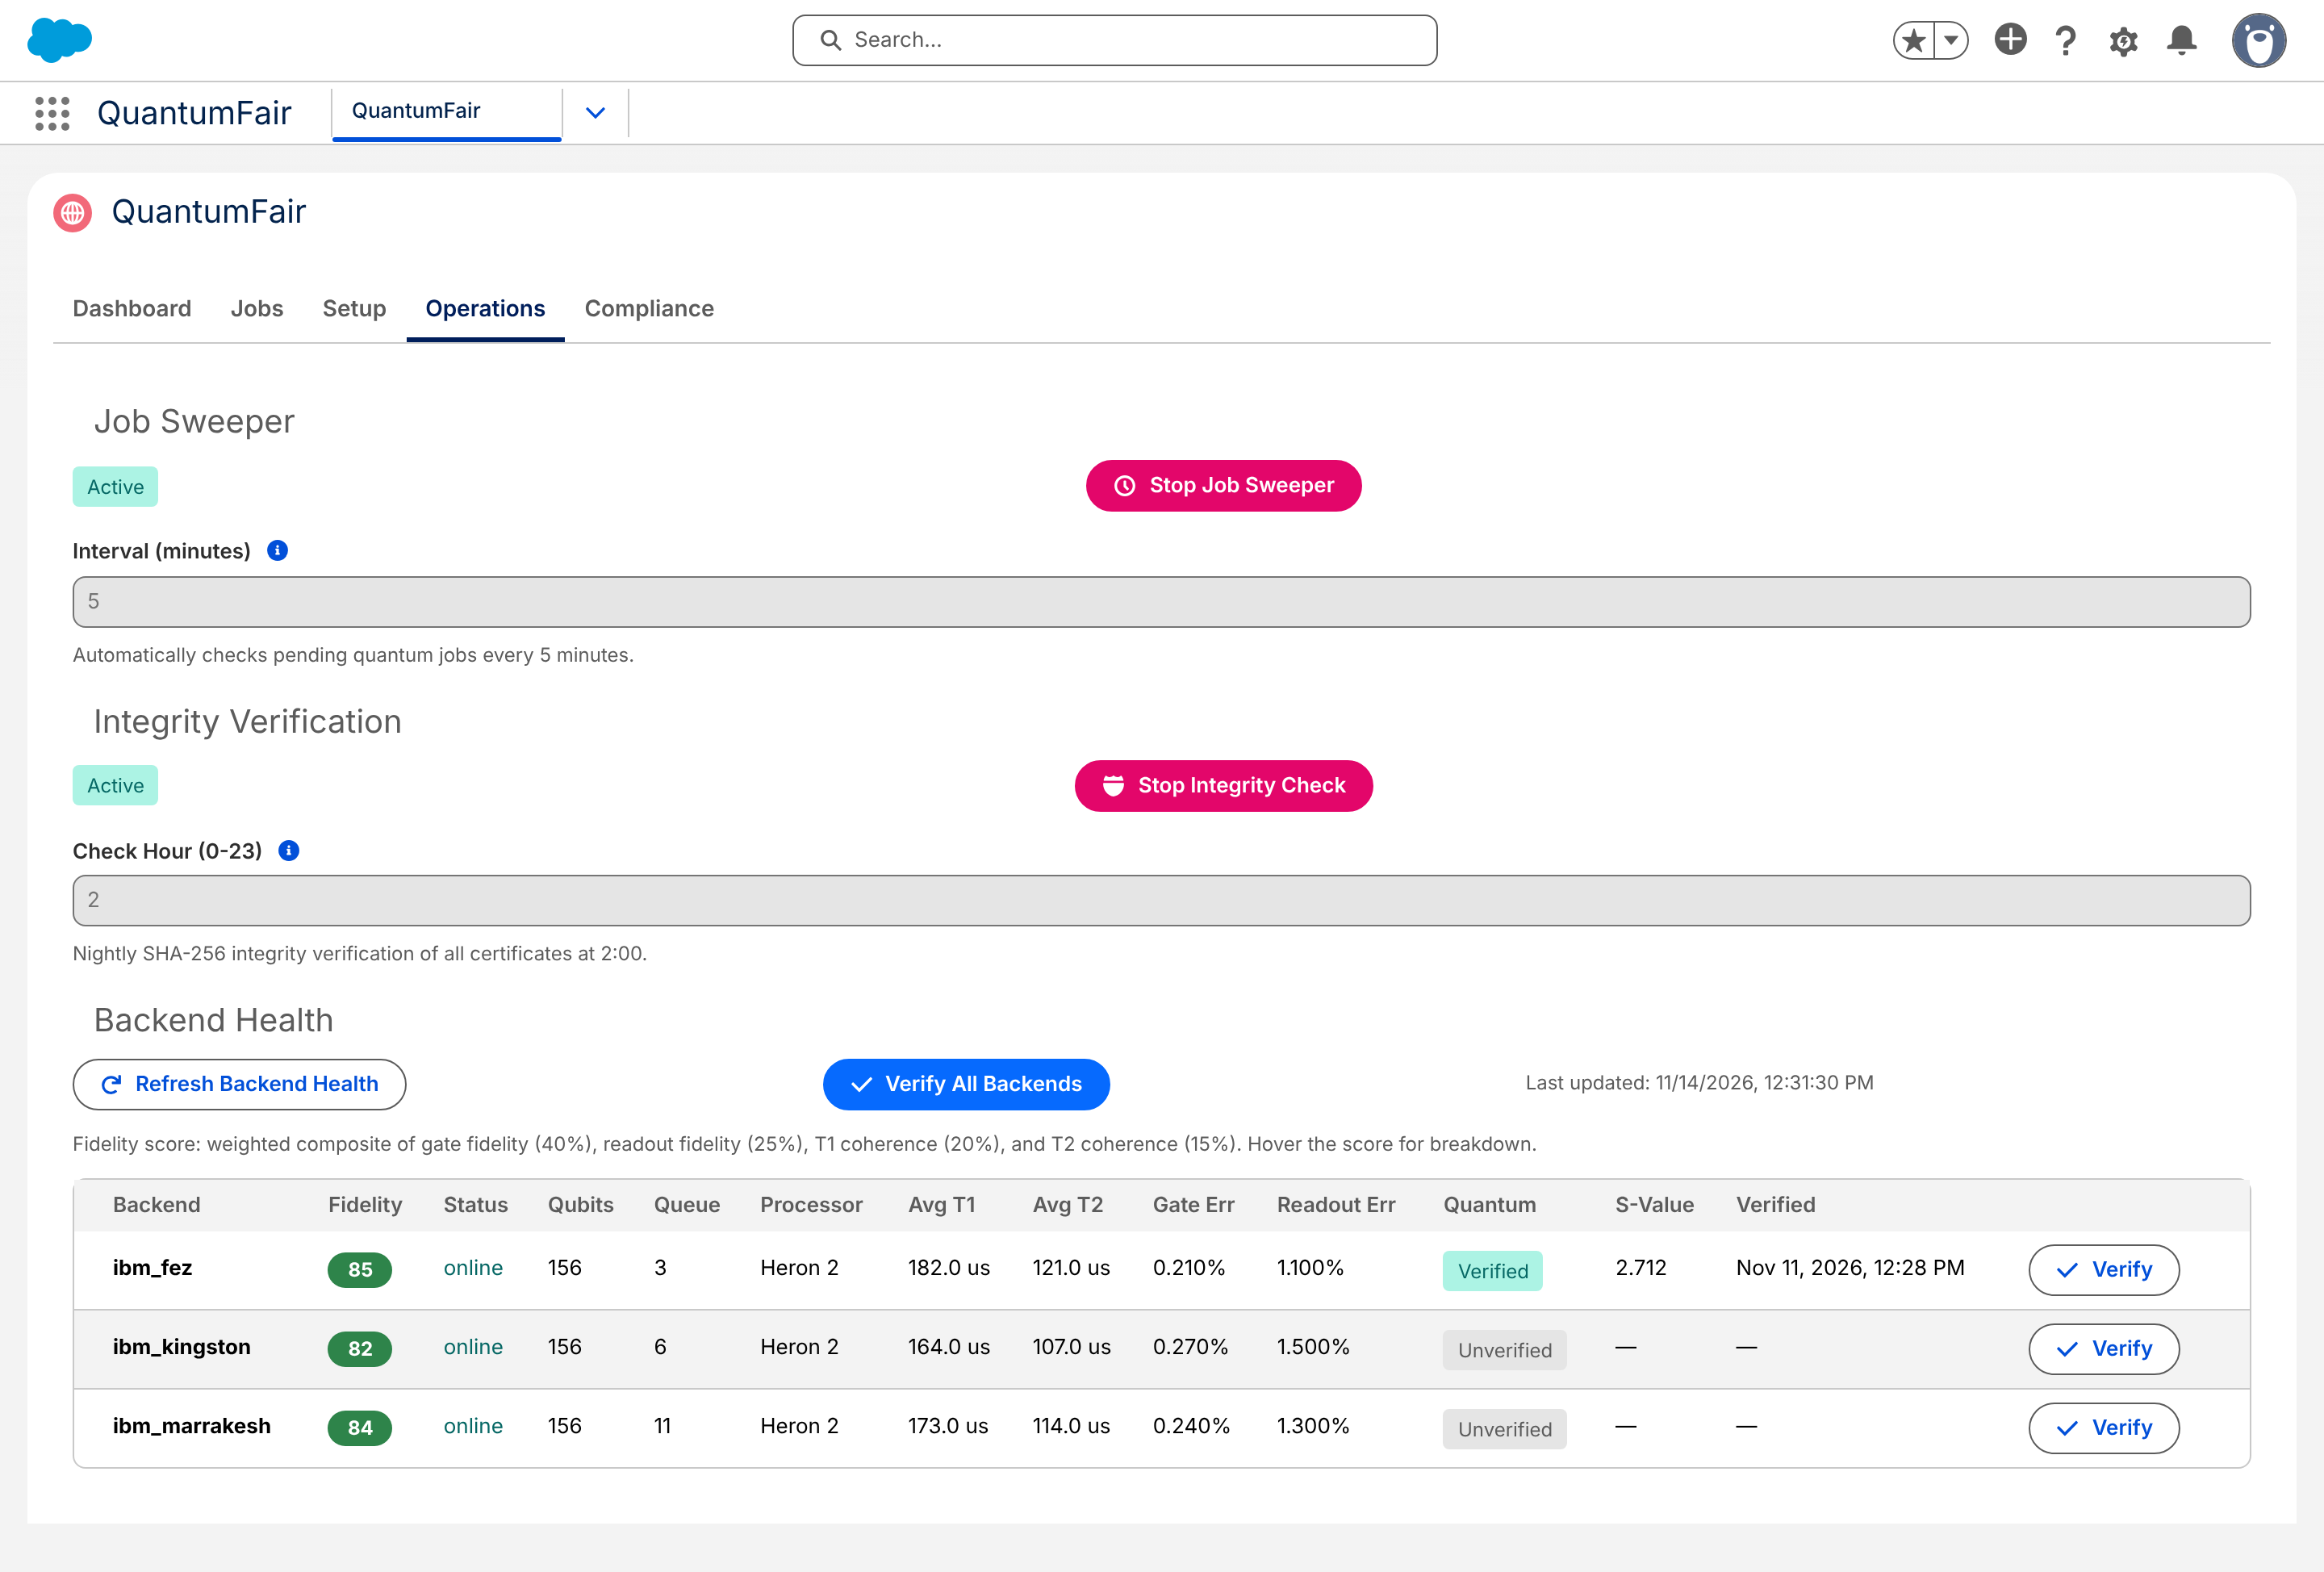 Search...
QuantumFair
QuantumFair
QuantumFair
Dashboard Jobs Setup Operations Compliance
Job Sweeper
Active
Stop Job Sweeper
Interval (minutes)
5
Automatically checks pending quantum jobs every 5 minutes.
Integrity Verification
Active
Stop Integrity Check
Check Hour (0-23)
2
Nightly SHA-256 integrity verification of all certificates at 2:00.
Backend Health
Refresh Backend Health
Verify All Backends
Last updated: 11/14/2026, 12:31:30 PM
Fidelity score: weighted composite of gate fidelity (40%), readout fidelity (25%), T1 coherence (20%), and T2 coherence (15%). Hover the score for breakdown.
Backend Fidelity Status Qubits Queue Processor Avg T1 Avg T2 Gate Err Readout Err Quantum S-Value Verified
ibm_fez 85 online 156 3 Heron 2 182.0 us 121.0 us 0.210% 1.100% Verified 2.712 Nov 11, 2026, 12:28 PM Verify
ibm_kingston 82 online 156 6 Heron 2 164.0 us 107.0 us 0.270% 1.500% Unverified — — Verify
ibm_marrakesh 84 online 156 11 Heron 2 173.0 us 114.0 us 0.240% 1.300% Unverified — — Verify